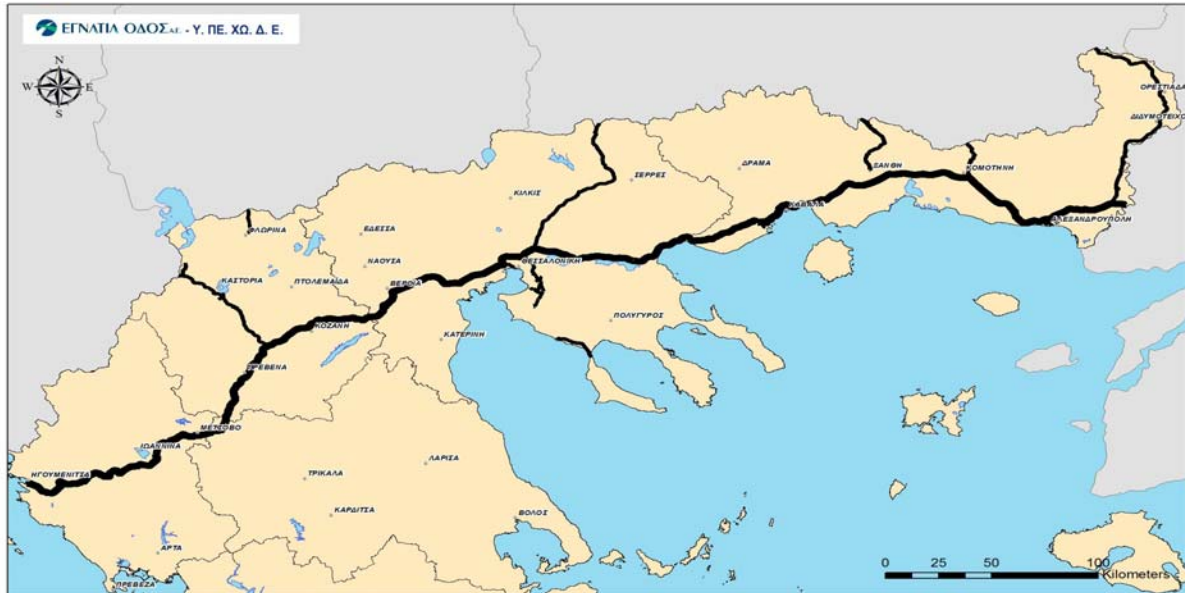 ΕΓΝΑΤΙΑ ΟΔΟΣ Α.Ε. - Υ. ΠΕ. ΧΩ. Δ. Ε.
N
W E
S
ΟΡΕΣΤΙΑΔΑ
ΔΙΔΥΜΟΤΕΙΧΟ
ΔΡΑΜΑ
ΞΑΝΘΗ
ΚΟΜΟΤΗΝΗ
ΣΕΡΡΕΣ
ΚΙΛΚΙΣ
ΚΑΒΑΛΑ
ΑΛΕΞΑΝΔΡΟΥΠΟΛΗ
ΦΛΩΡΙΝΑ
ΕΔΕΣΣΑ
ΘΕΣΣΑΛΟΝΙΚΗ
ΝΑΟΥΣΑ
ΚΑΣΤΟΡΙΑ
ΠΤΟΛΕΜΑΪΔΑ
ΒΕΡΟΙΑ
ΠΟΛΥΓΥΡΟΣ
ΚΟΖΑΝΗ
ΚΑΤΕΡΙΝΗ
ΓΡΕΒΕΝΑ
ΜΕΤΣΟΒΟ
ΙΩΑΝΝΙΝΑ
ΛΑΡΙΣΑ
ΗΓΟΥΜΕΝΙΤΣΑ
ΤΡΙΚΑΛΑ
ΚΑΡΔΙΤΣΑ
ΒΟΛΟΣ
ΑΡΤΑ
ΠΡΕΒΕΖΑ
0 25 50 100
Kilometers